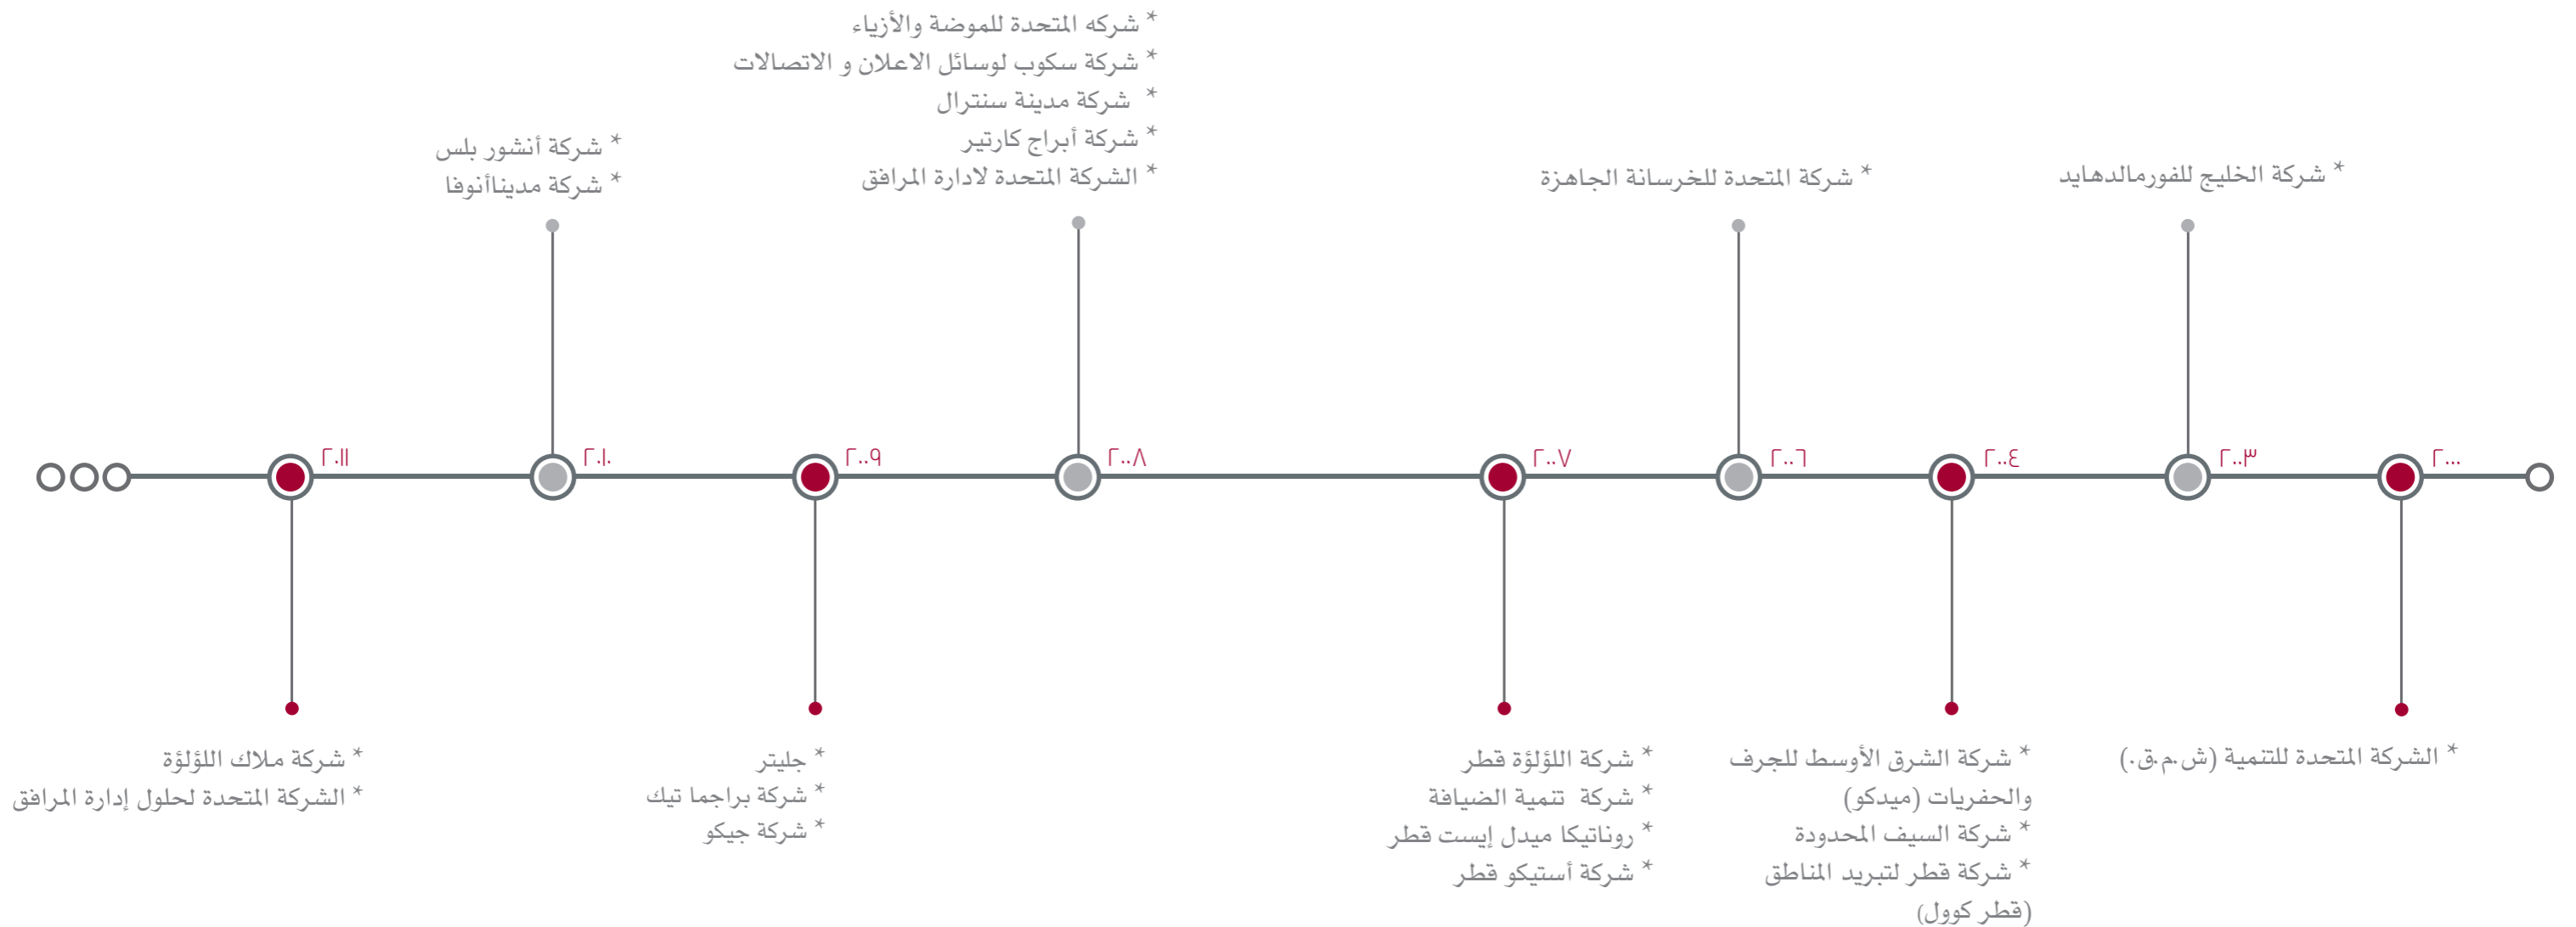 ٢٠٠٠
* الشركة المتحدة للتنمية (ش.م.ق.)
٢٠٠٣
* شركة الخليج للفورمالدهايد
٢٠٠٤
* شركة الشرق الأوسط للجرف
والحفريات (ميدكو)
* شركة السيف المحدودة
* شركة قطر لتبريد المناطق
(قطر كوول)
٢٠٠٦
* شركة المتحدة للخرسانة الجاهزة
٢٠٠٧
* شركة اللؤلؤة قطر
* شركة تنمية الضيافة
* روناتيكا ميدل إيست قطر
* شركة أستيكو قطر
٢٠٠٨
* شركه المتحدة للموضة والأزياء
* شركة سكوب لوسائل الاعلان و الاتصالات
* شركة مدينة سنترال
* شركة أبراج كارتير
* الشركة المتحدة لادارة المرافق
٢٠٠٩
* جليتر
* شركة براجما تيك
* شركة جيكو
٢٠١٠
* شركة أنشور بلس
* شركة مديناأنوفا
٢٠١١
* شركة ملاك اللؤلؤة
* الشركة المتحدة لحلول إدارة المرافق